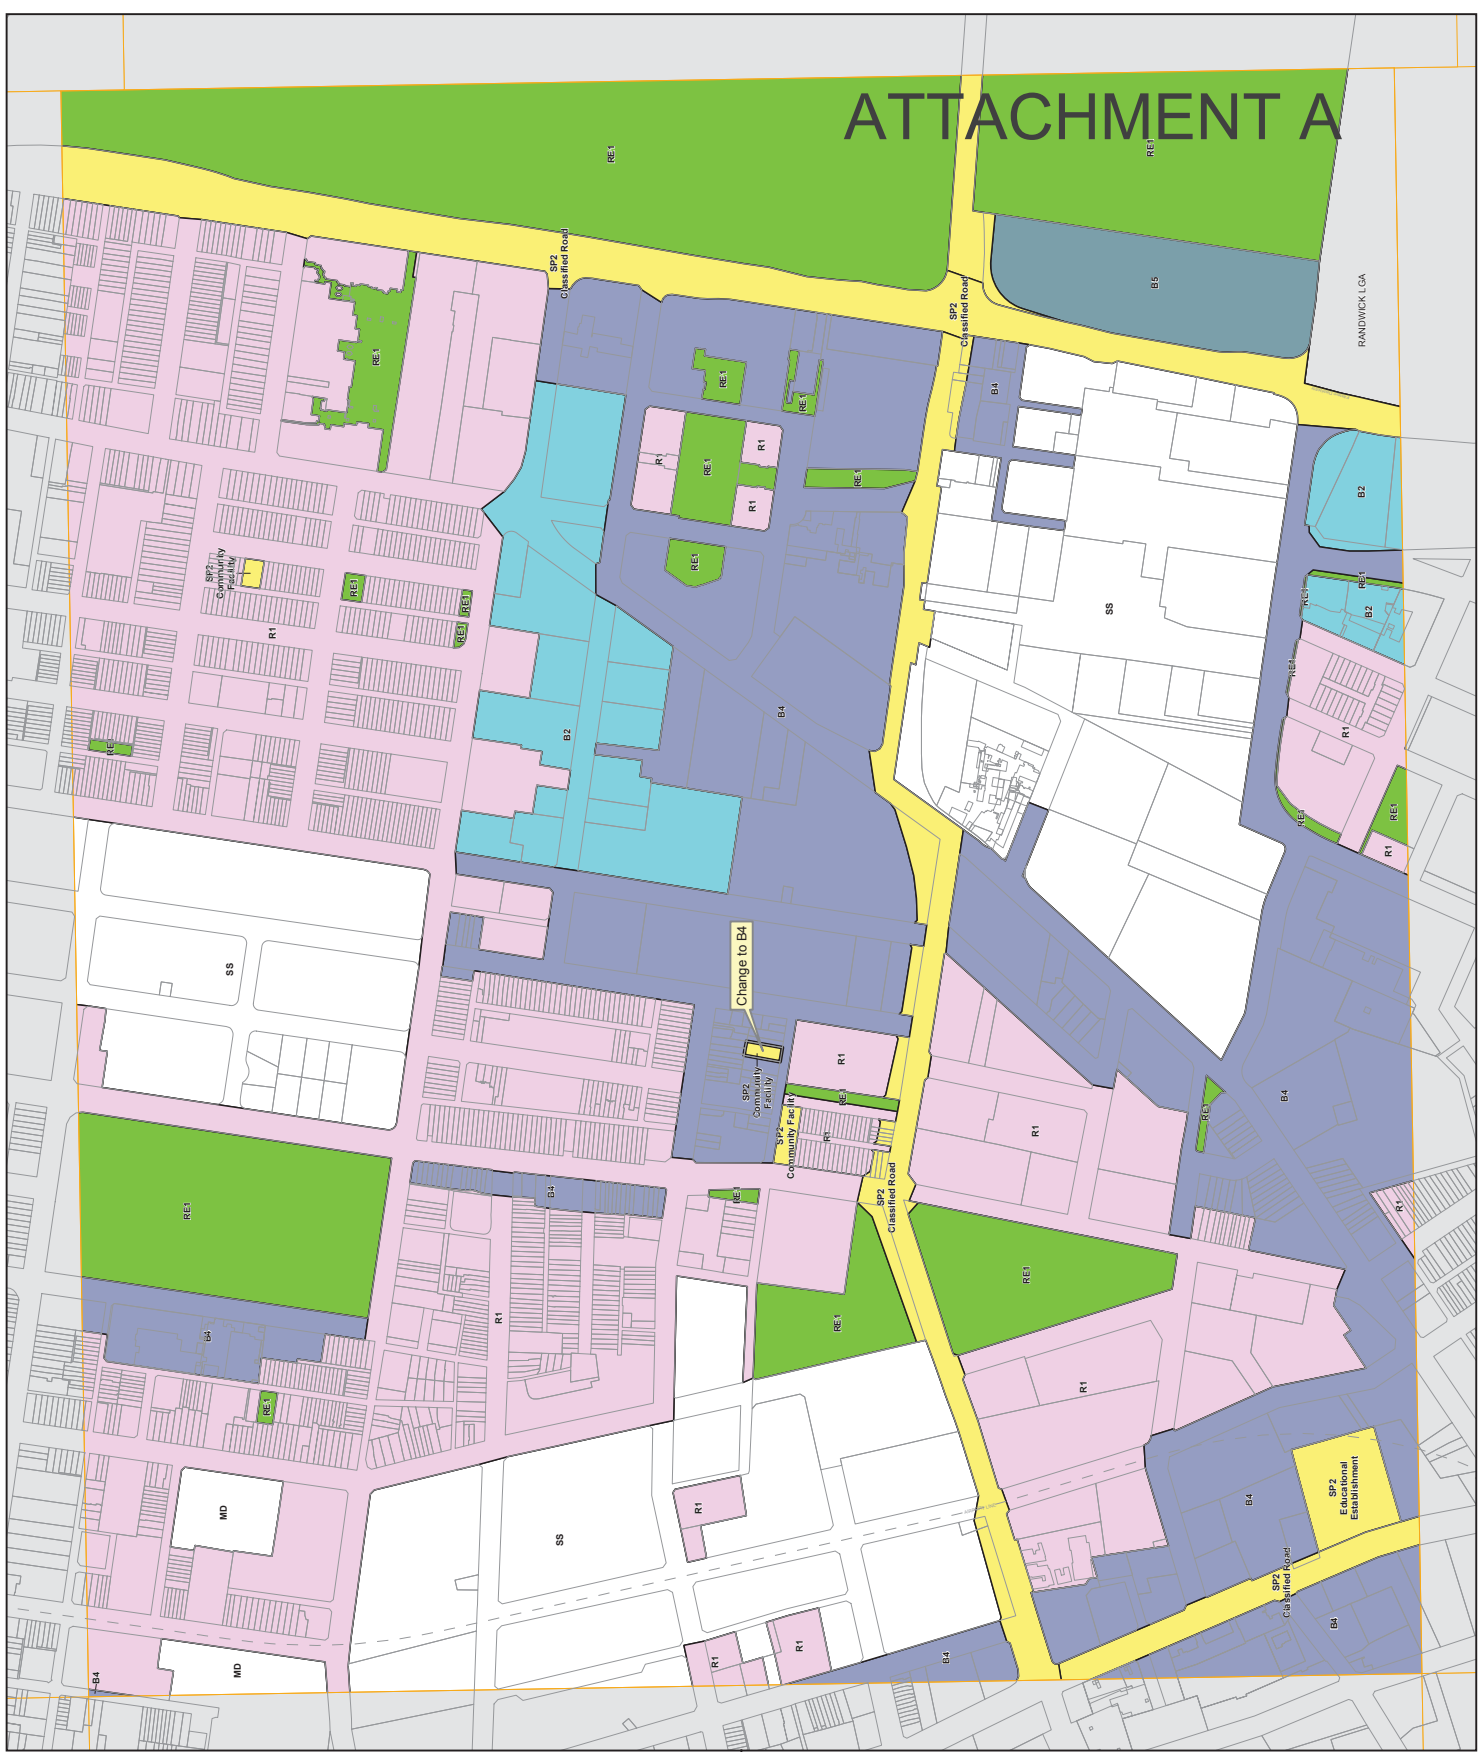 ATTACHMENT A
RE1
RE1
SP2
Classified Road
SP2
Classified Road
B5
RANDWICK LGA
RE1
RE1
RE1
B4
R1
R1
RE1
R1
RE1
B2
SP2
Community
Facility
RE1
RE1
RE1
RE1
R1
SS
RE1
RE1
B2
RE1
R1
B4
B2
RE1
RE1
RE1
R1
SS
Change to B4
R1
SP2
Community
Facility
RE1
SP2
Community Facility
R1
R1
RE1
B4
RE1
B4
RE1
SP2
Classified Road
R1
RE1
RE1
R1
B4
RE1
R1
MD
R1
SS
B4
SP2
Educational
Establishment
SP2
Classified Road
B4
MD
B4
R1
R1
B4